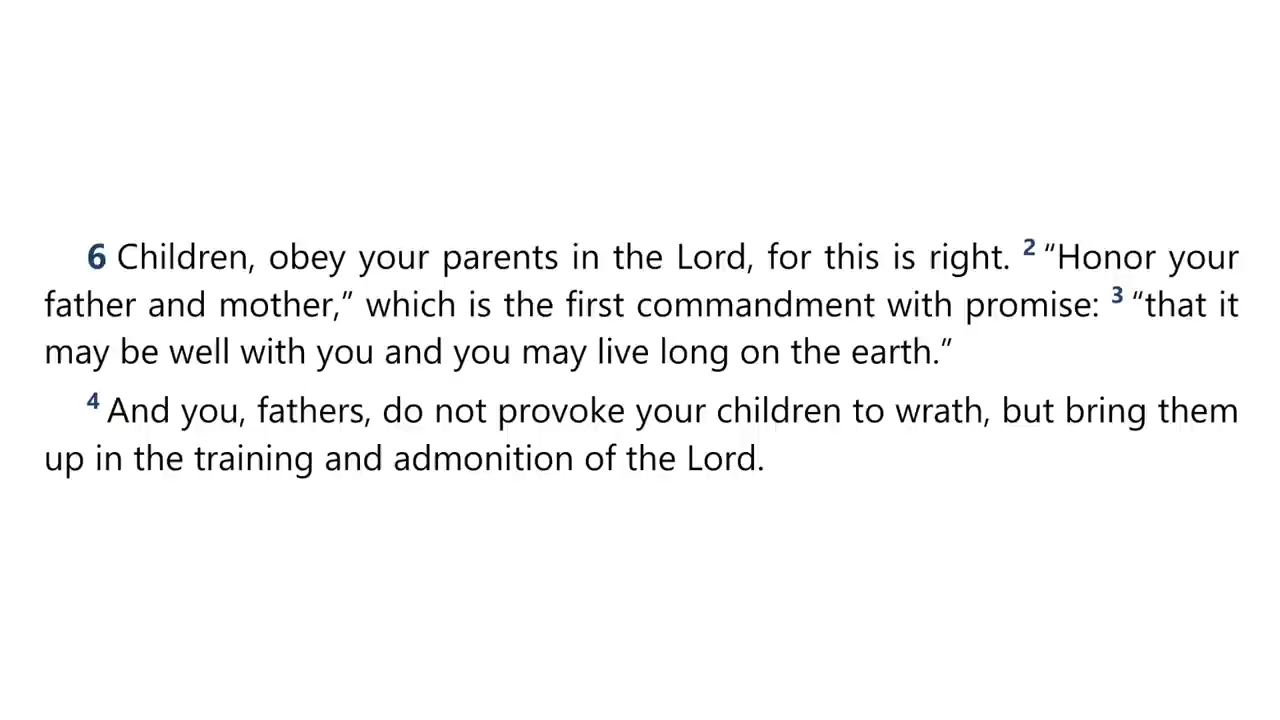 6 Children, obey your parents in the Lord, for this is right. 2 “Honor your
father and mother,” which is the first commandment with promise: 3 “that it
may be well with you and you may live long on the earth.”
4 And you, fathers, do not provoke your children to wrath, but bring them
up in the training and admonition of the Lord.